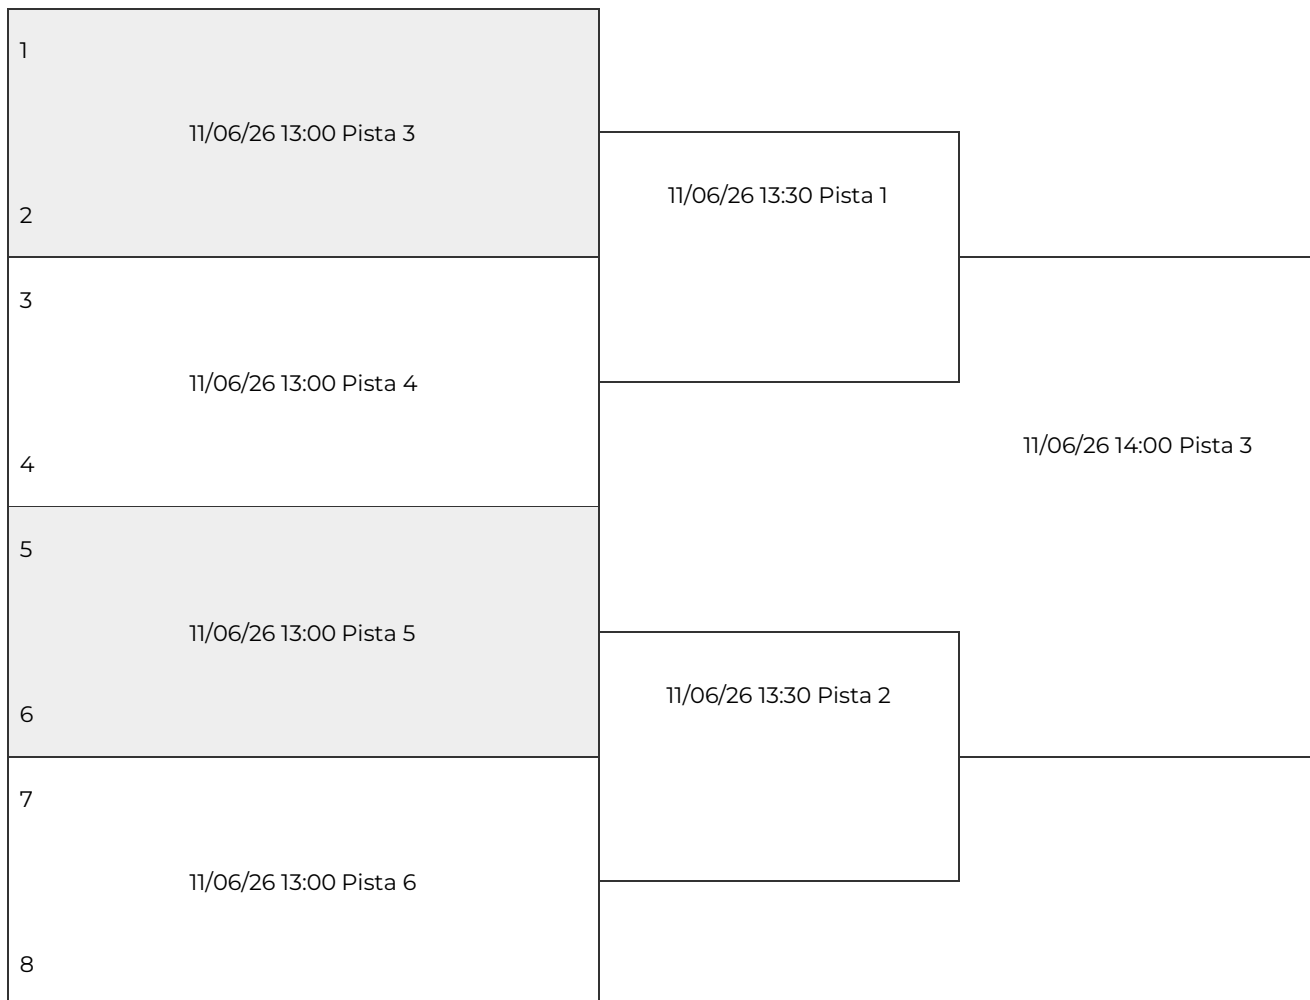 1
11/06/26 13:00 Pista 3
2
11/06/26 13:30 Pista 1
3
11/06/26 13:00 Pista 4
4
11/06/26 14:00 Pista 3
5
11/06/26 13:00 Pista 5
6
11/06/26 13:30 Pista 2
7
11/06/26 13:00 Pista 6
8